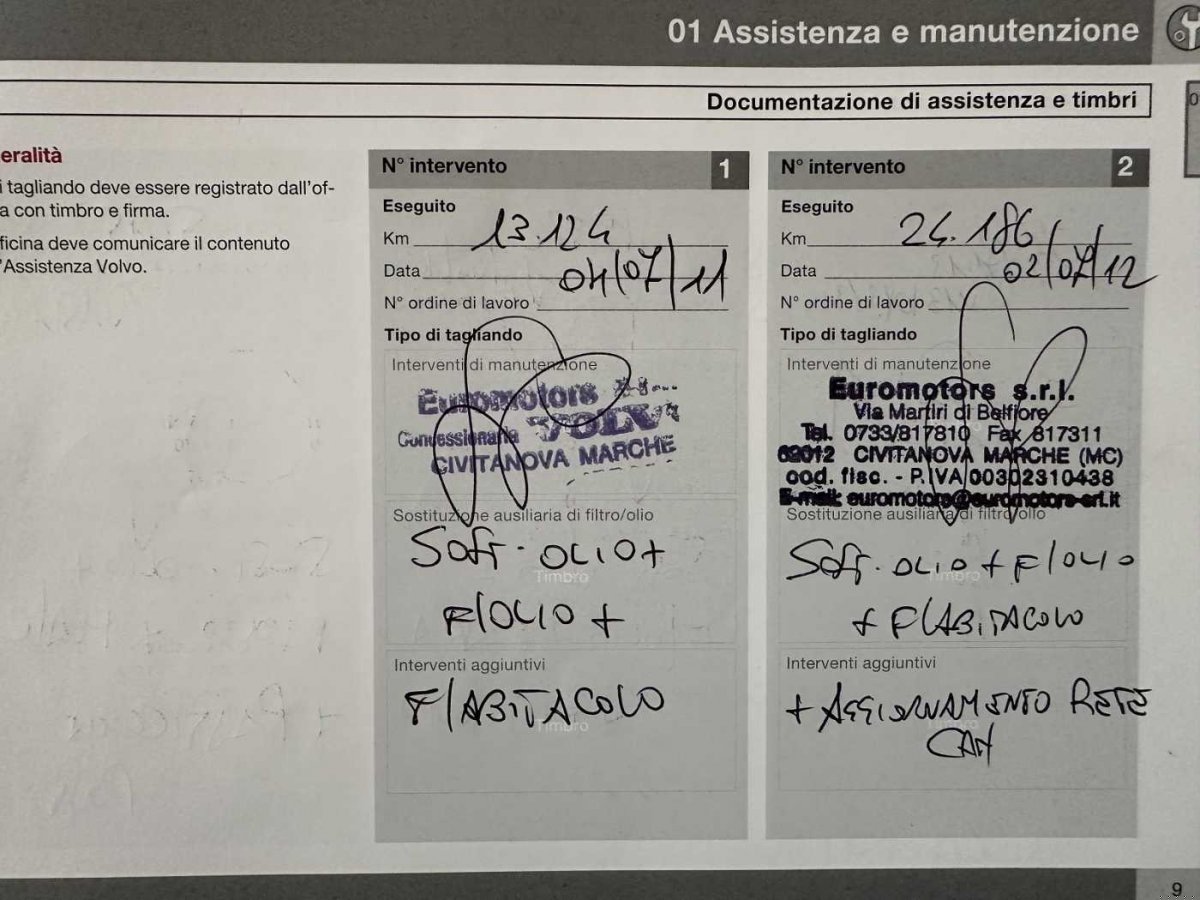 01 Assistenza e manutenzione
Documentazione di assistenza e timbri
eralità
i tagliando deve essere registrato dall'of-
a con timbro e firma.
ficina deve comunicare il contenuto
'Assistenza Volvo.
N° intervento 1
Eseguito
Km 13.124
Data 04/07/11
N° ordine di lavoro
Tipo di tagliando
Interventi di manutenzione
Euromotors
Concessionaria VOLVO
CIVITANOVA MARCHE
Sostituzione ausiliaria di filtro/olio
SOST. OLIO +
Timbro
F/OLIO +
Interventi aggiuntivi
F/ABITACOLO
Timbro
N° intervento 2
Eseguito
Km 24.186
Data 02/07/12
N° ordine di lavoro
Tipo di tagliando
Interventi di manutenzione
Euromotors s.r.l.
Via Martiri di Belfiore
Tel. 0733/817810 Fax 817311
62012 CIVITANOVA MARCHE (MC)
cod. fisc. - P. IVA 00302310438
E-mail: euromotors@euromotors-srl.it
Sostituzione ausiliaria di filtro/olio
SOST. OLIO + F/OLIO
Timbro
+ F/ABITACOLO
Interventi aggiuntivi
+ AGGIORNAMENTO RETE
Timbro
CAN
9